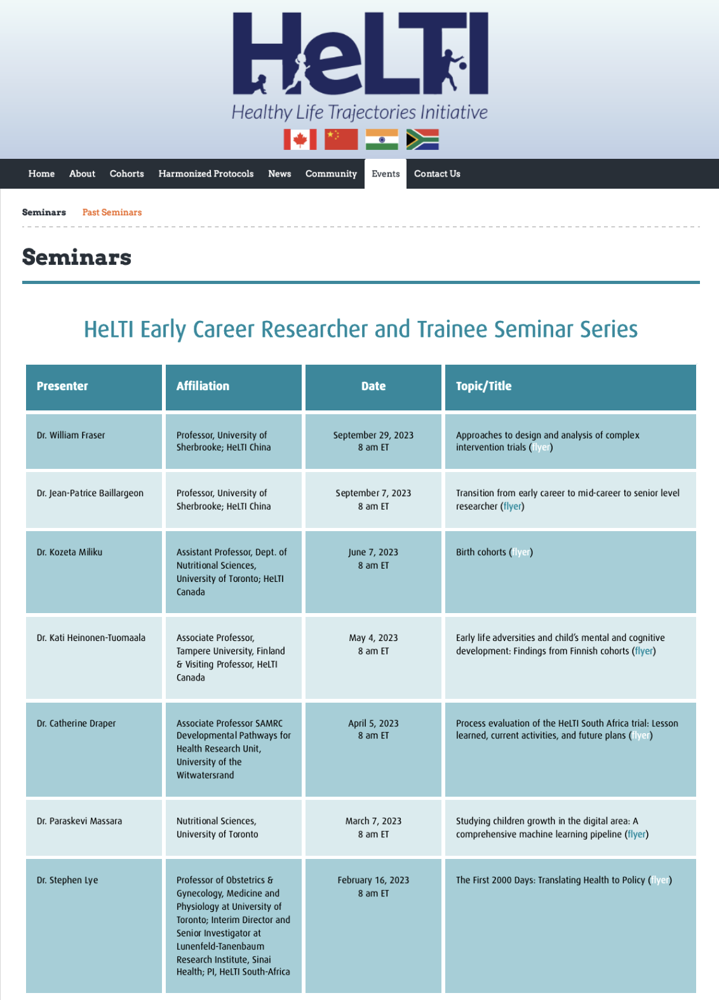 HeLTI
Healthy Life Trajectories Initiative
Home About Cohorts Harmonized Protocols News Community Events Contact Us
Seminars Past Seminars
Seminars
HeLTI Early Career Researcher and Trainee Seminar Series
Presenter Affiliation Date Topic/Title
Dr. William Fraser
Professor, University of
Sherbrooke; HeLTI China
September 29, 2023
8 am ET
Approaches to design and analysis of complex
intervention trials (flyer)
Dr. Jean-Patrice Baillargeon
Professor, University of
Sherbrooke; HeLTI China
September 7, 2023
8 am ET
Transition from early career to mid-career to senior level
researcher (flyer)
Dr. Kozeta Miliku
Assistant Professor, Dept. of
Nutritional Sciences,
University of Toronto; HeLTI
Canada
June 7, 2023
8 am ET
Birth cohorts (flyer)
Dr. Kati Heinonen-Tuomaala
Associate Professor,
Tampere University, Finland
& Visiting Professor, HeLTI
Canada
May 4, 2023
8 am ET
Early life adversities and child’s mental and cognitive
development: Findings from Finnish cohorts (flyer)
Dr. Catherine Draper
Associate Professor SAMRC
Developmental Pathways for
Health Research Unit,
University of the
Witwatersrand
April 5, 2023
8 am ET
Process evaluation of the HeLTI South Africa trial: Lesson
learned, current activities, and future plans (flyer)
Dr. Paraskevi Massara
Nutritional Sciences,
University of Toronto
March 7, 2023
8 am ET
Studying children growth in the digital area: A
comprehensive machine learning pipeline (flyer)
Dr. Stephen Lye
Professor of Obstetrics &
Gynecology, Medicine and
Physiology at University of
Toronto; Interim Director and
Senior Investigator at
Lunenfeld-Tanenbaum
Research Institute, Sinai
Health; PI, HeLTI South-Africa
February 16, 2023
8 am ET
The First 2000 Days: Translating Health to Policy (flyer)